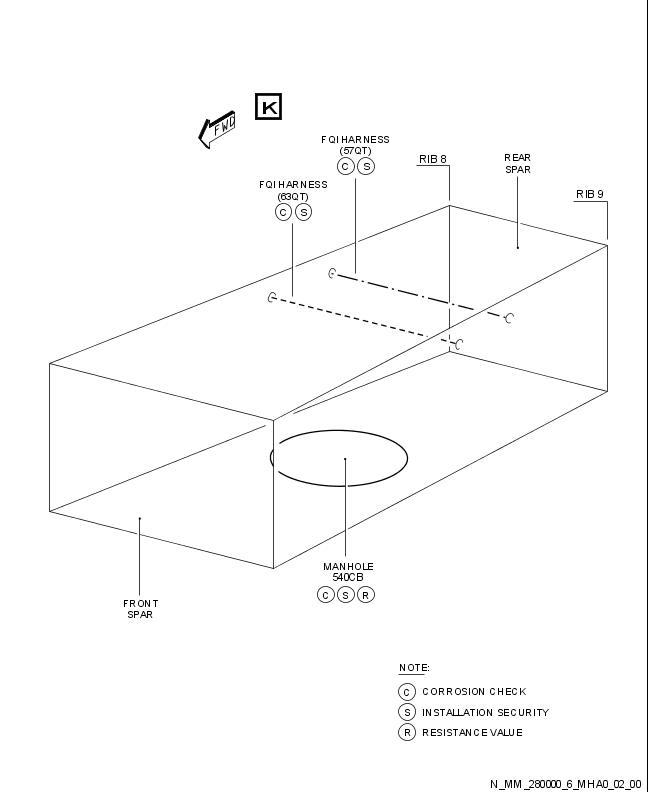 K
FWD
FQI HARNESS
(57QT)
C S
RIB 8
REAR
SPAR
FQI HARNESS
(63QT)
C S
RIB 9
MANHOLE
540CB
C S R
FRONT
SPAR
NOTE:
C CORROSION CHECK
S INSTALLATION SECURITY
R RESISTANCE VALUE
N_MM_280000_6_MHA0_02_00